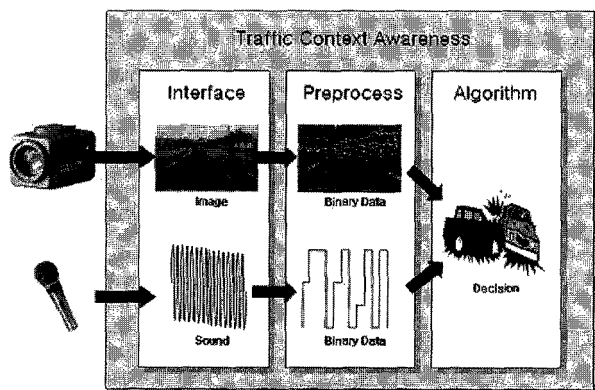 Traffic Context Awareness
Interface
Preprocess
Algorithm
Image
Binary Data
Sound
Binary Data
Decision